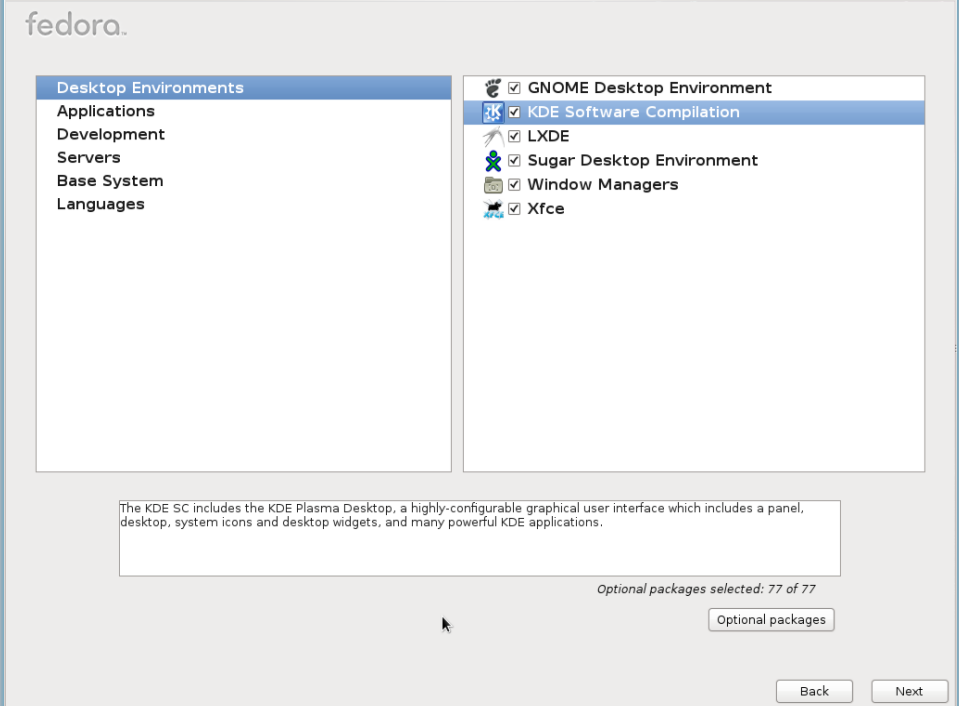 fedora™
Desktop Environments
Applications
Development
Servers
Base System
Languages
GNOME Desktop Environment
KDE Software Compilation
LXDE
Sugar Desktop Environment
Window Managers
Xfce
The KDE SC includes the KDE Plasma Desktop, a highly-configurable graphical user interface which includes a panel,
desktop, system icons and desktop widgets, and many powerful KDE applications.
Optional packages selected: 77 of 77
Optional packages
Back
Next